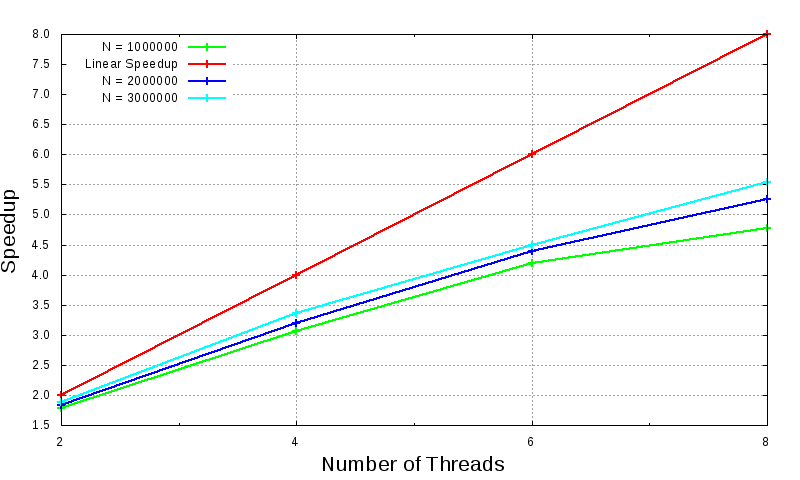 8.0
7.5
7.0
6.5
6.0
5.5
5.0
4.5
4.0
3.5
3.0
2.5
2.0
1.5
N = 1000000
Linear Speedup
N = 2000000
N = 3000000
Speedup
2 4 6 8
Number of Threads